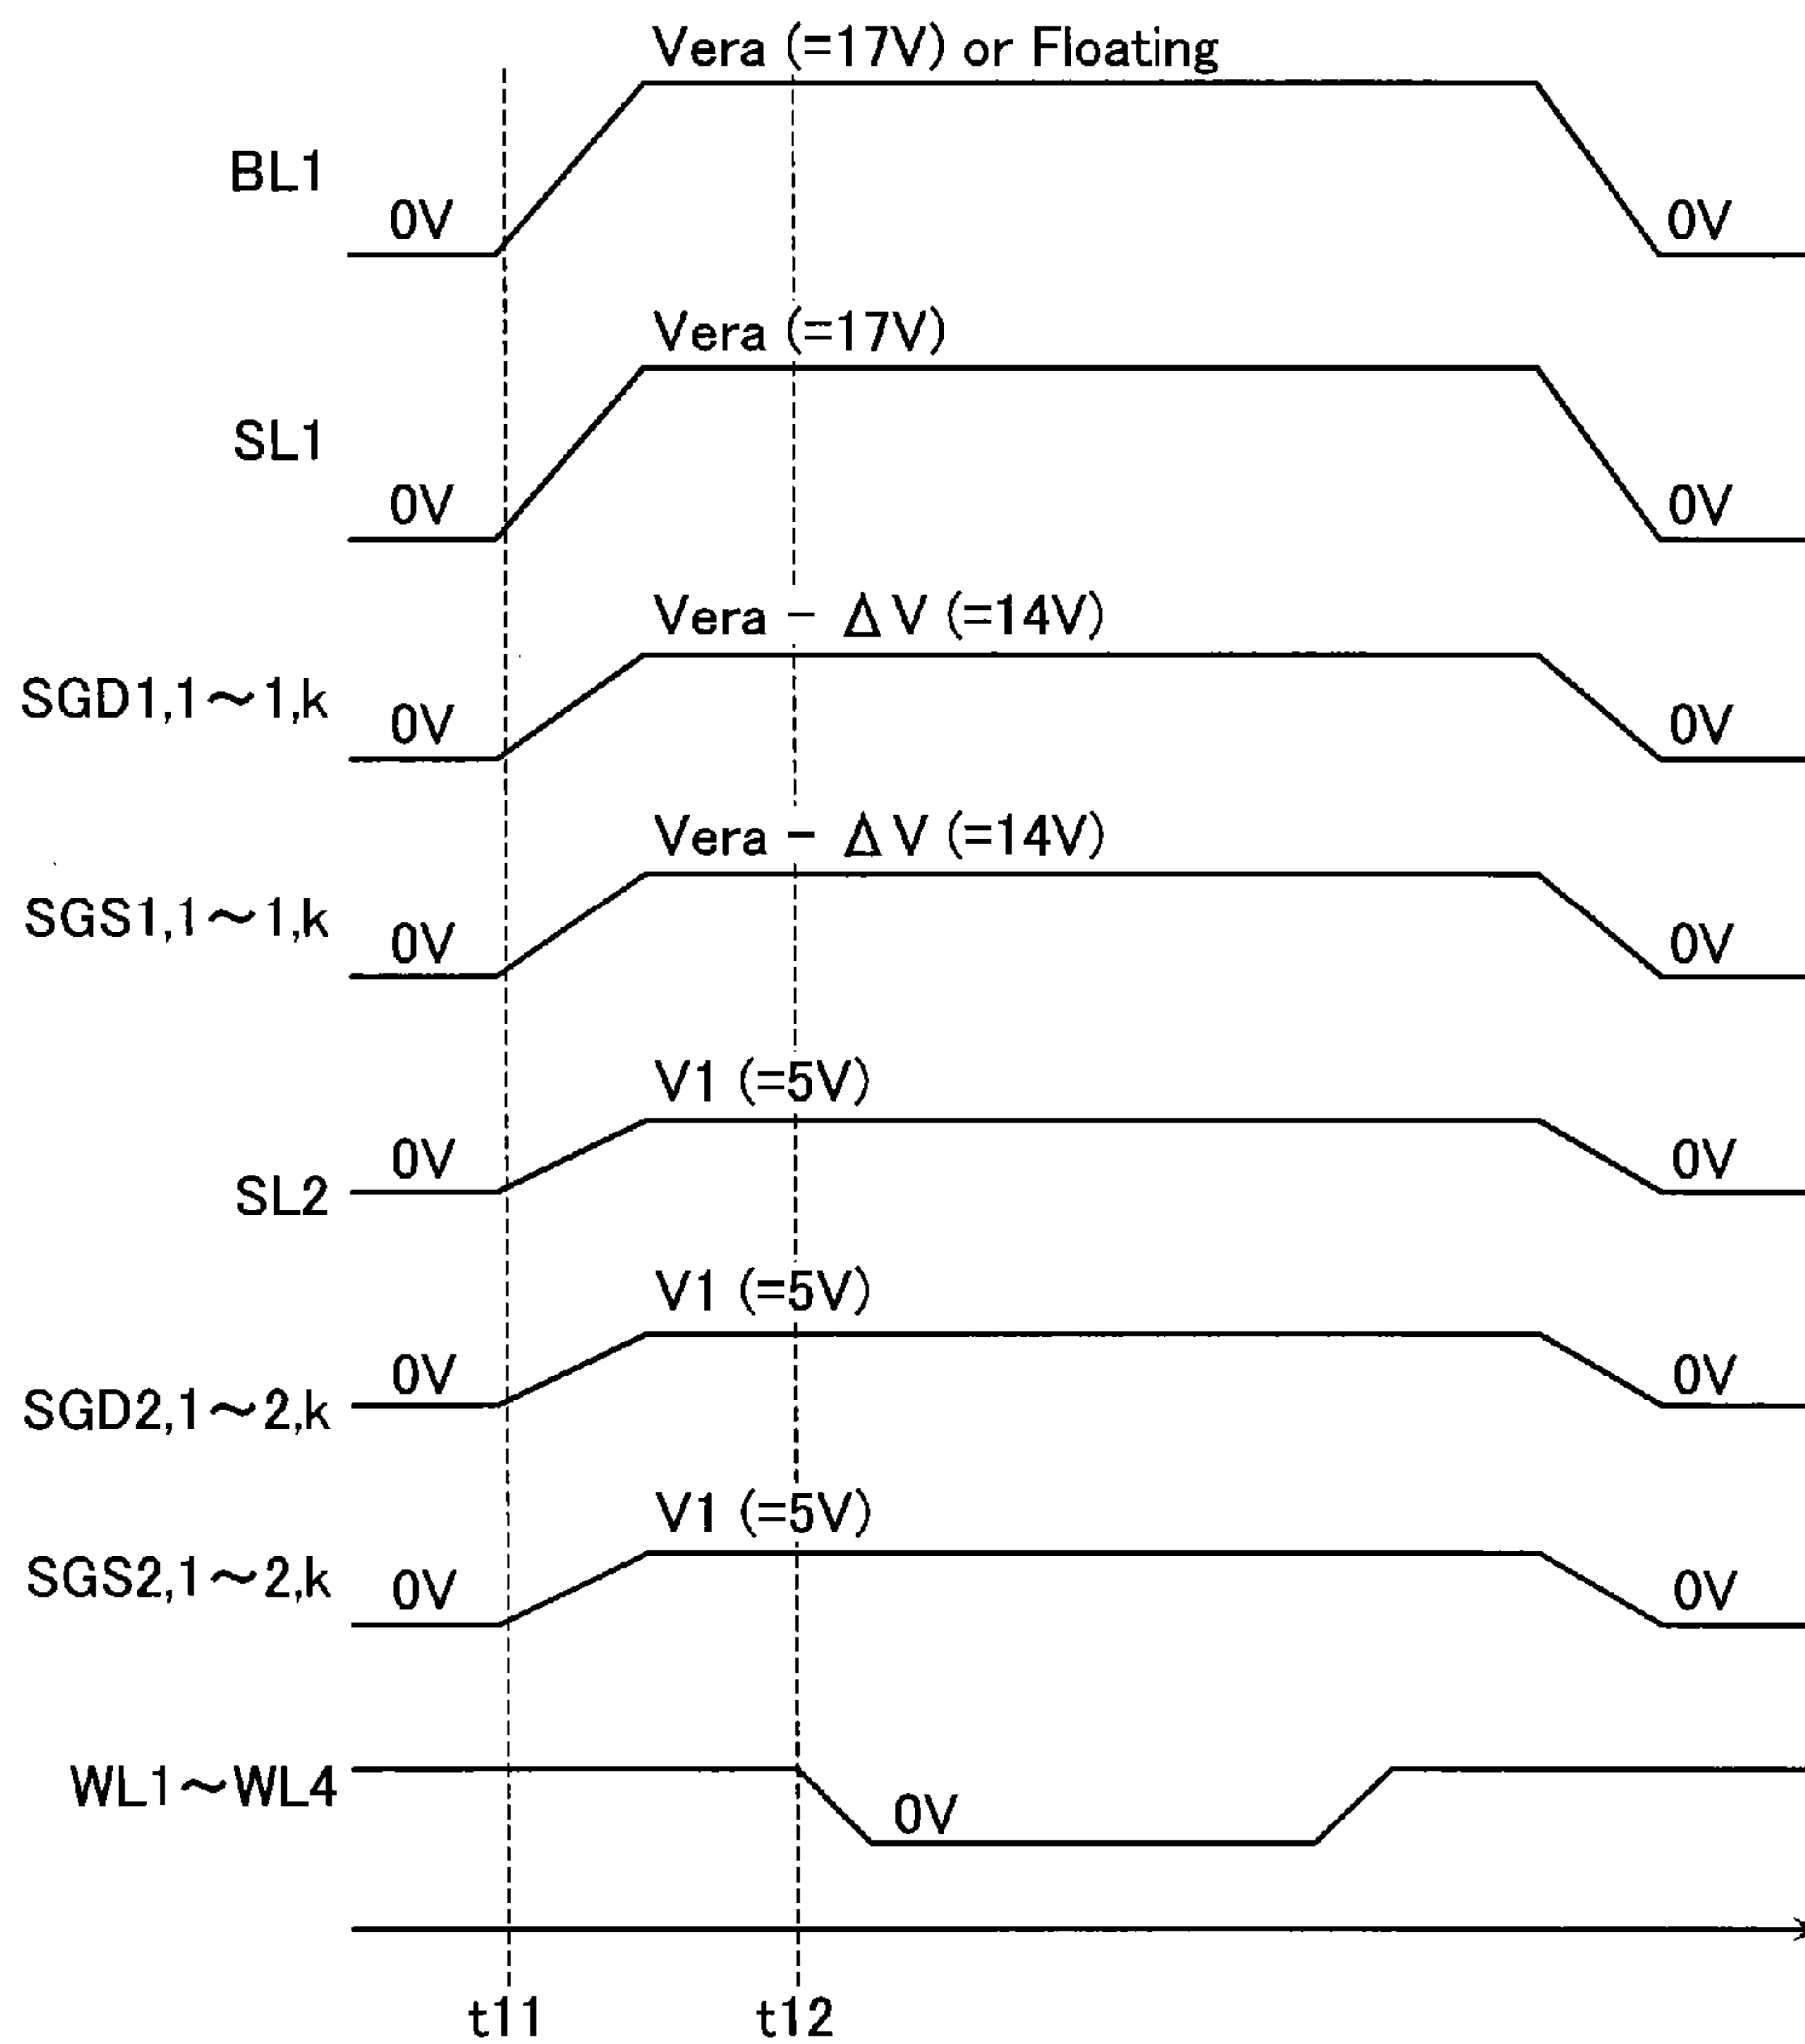 Vera (=17V) or Floating
BL1
0V 0V
Vera (=17V)
SL1
0V 0V
Vera − ΔV (=14V)
SGD1,1～1,k
0V 0V
Vera − ΔV (=14V)
SGS1,1～1,k
0V 0V
V1 (=5V)
0V 0V
SL2
V1 (=5V)
0V 0V
SGD2,1～2,k
V1 (=5V)
SGS2,1～2,k
0V 0V
WL1～WL4
0V
t11 t12